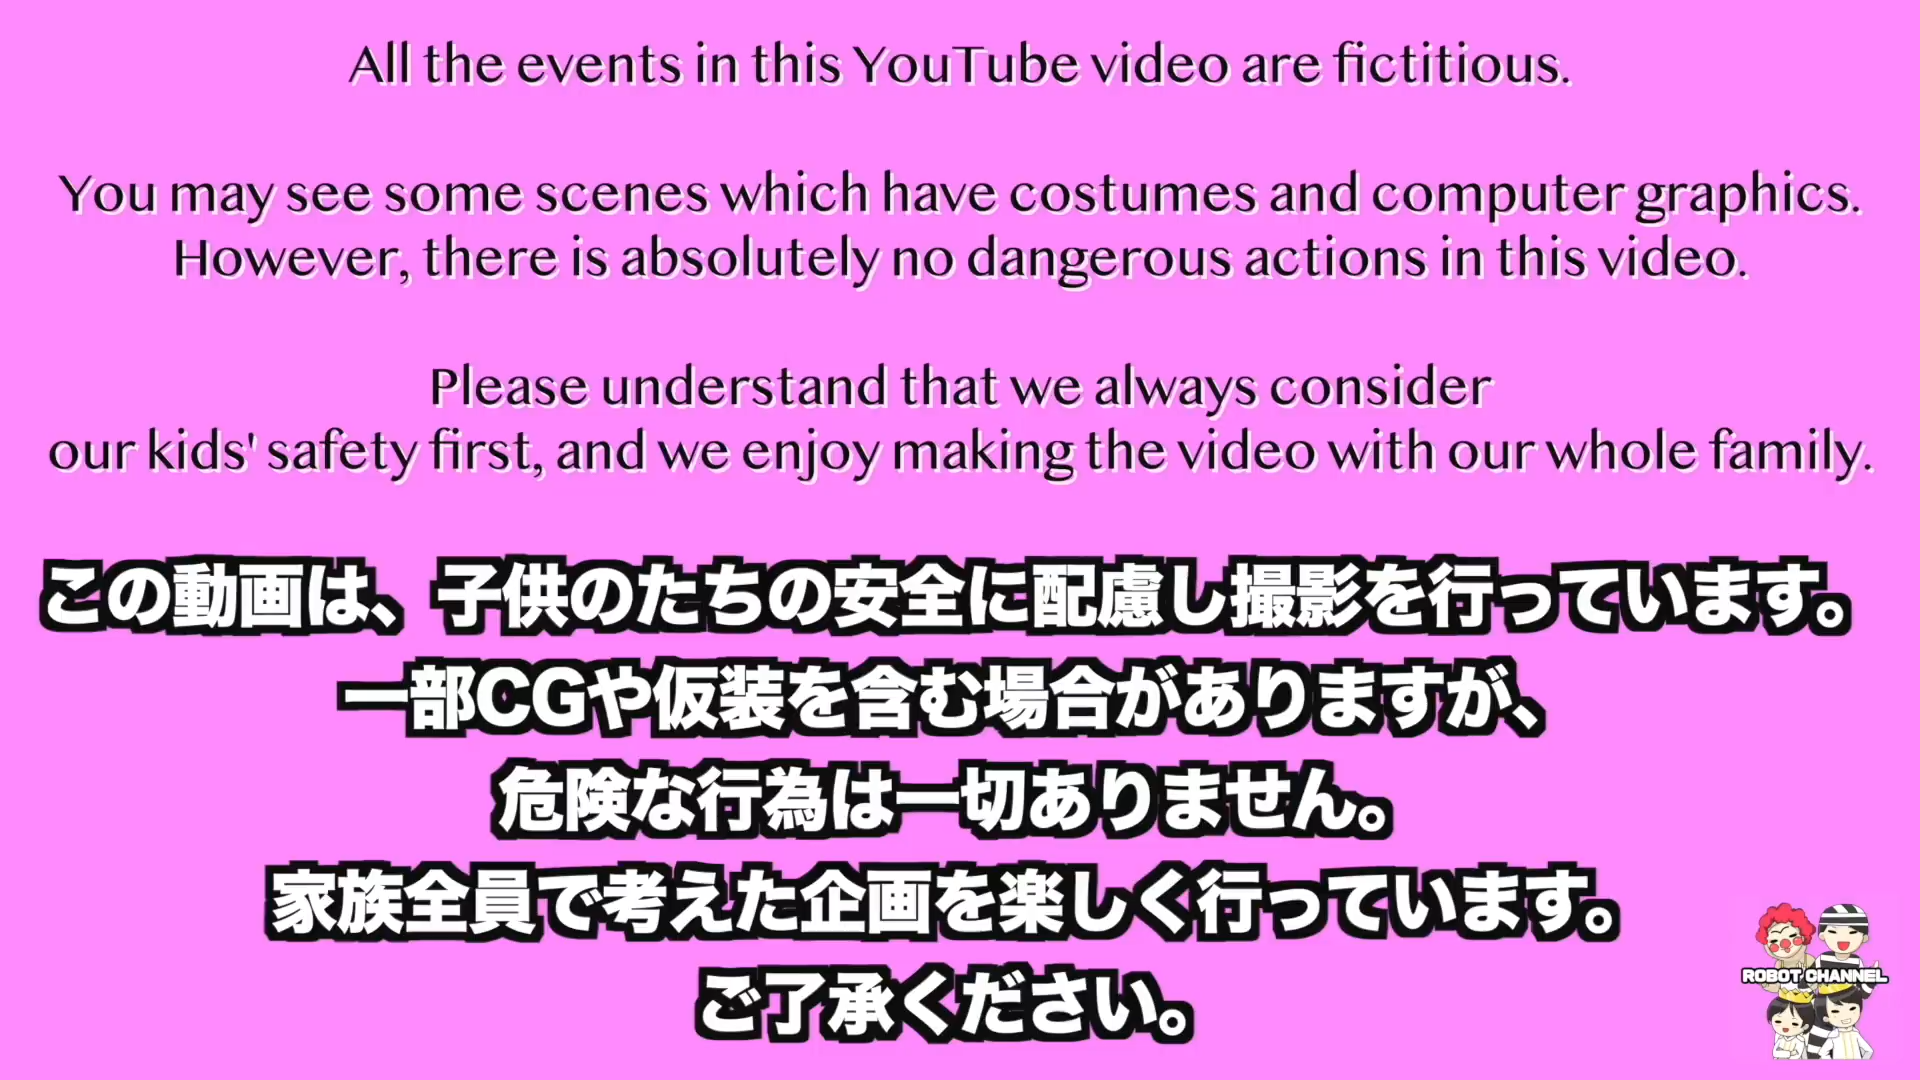 All the events in this YouTube video are fictitious.
You may see some scenes which have costumes and computer graphics.
However, there is absolutely no dangerous actions in this video.
Please understand that we always consider
our kids' safety first, and we enjoy making the video with our whole family.
この動画は、子供のたちの安全に配慮し撮影を行っています。
一部CGや仮装を含む場合がありますが、
危険な行為は一切ありません。
家族全員で考えた企画を楽しく行っています。
ご了承ください。
ROBOT CHANNEL